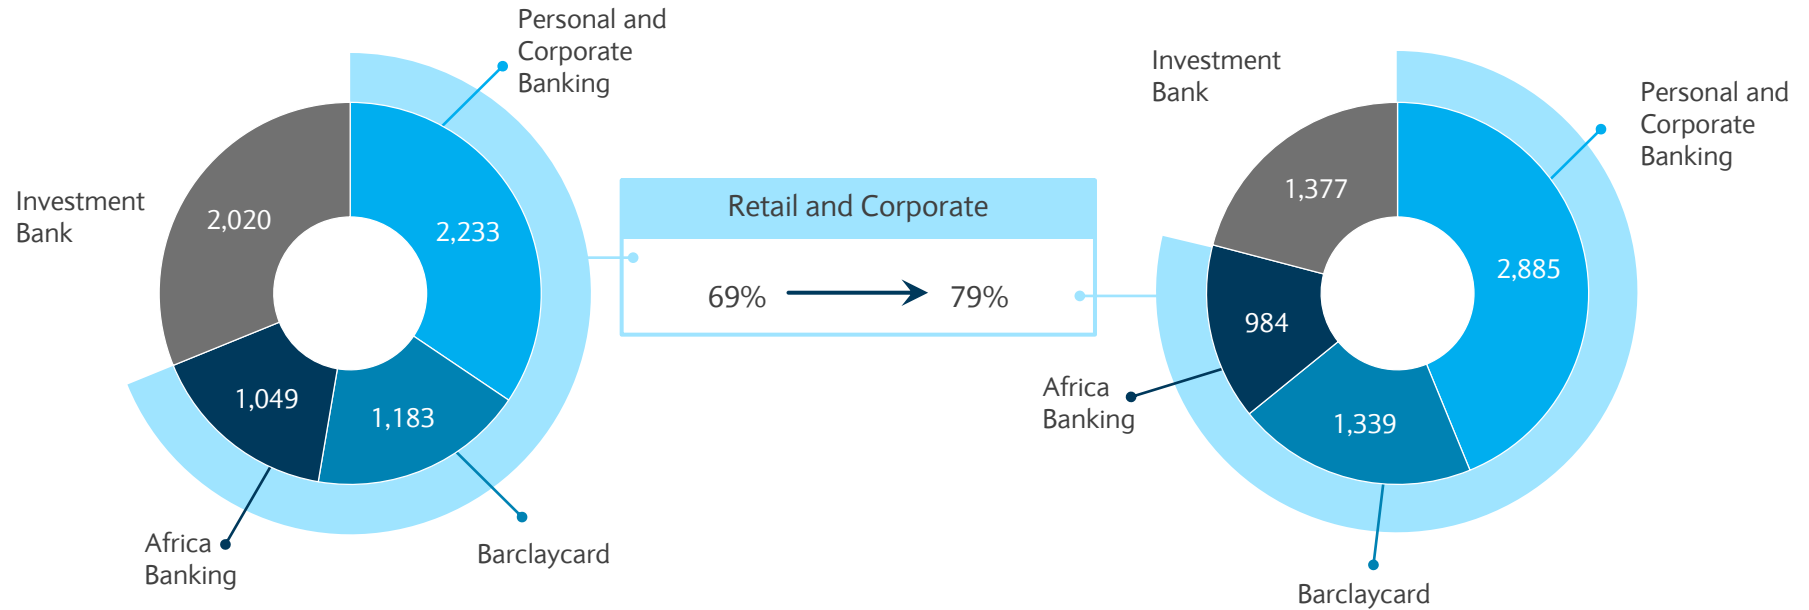 Personal and
Corporate
Banking
Investment
Bank
2,020
2,233
1,049
1,183
Africa
Banking
Barclaycard
Retail and Corporate
69%
79%
Investment
Bank
Personal and
Corporate
Banking
1,377
2,885
984
1,339
Africa
Banking
Barclaycard